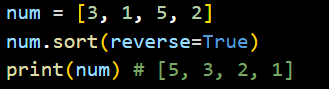 num = [3, 1, 5, 2]
num.sort(reverse=True)
print(num) # [5, 3, 2, 1]